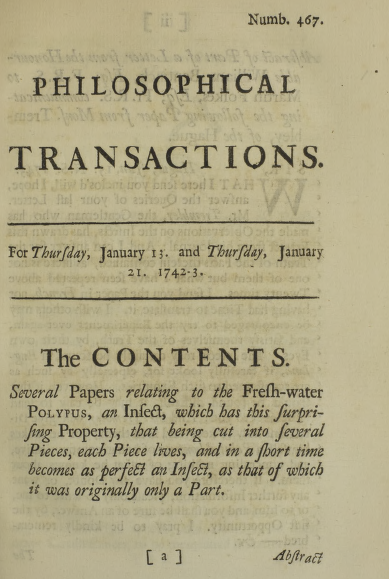 Numb. 467.
PHILOSOPHICAL
TRANSACTIONS.
For Thurſday, January 13. and Thurſday, January
21. 1742-3.
The CONTENTS.
Several Papers relating to the Freſh-water
POLYPUS, an Inſect, which has this ſurpri-
ſing Property, that being cut into ſeveral
Pieces, each Piece lives, and in a ſhort time
becomes as perfect an Inſect, as that of which
it was originally only a Part.
[ a ]
Abſtract